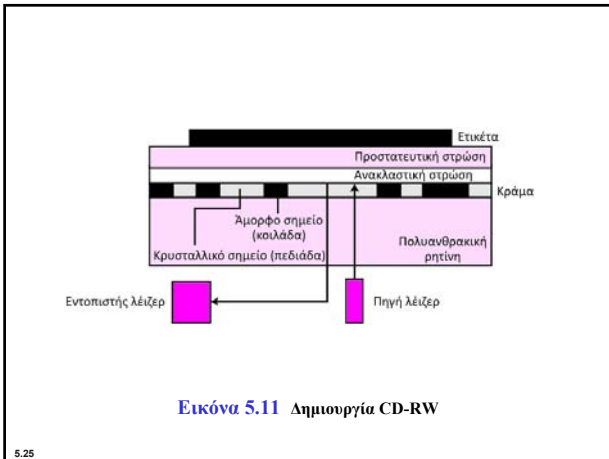 Ετικέτα
Προστατευτική στρώση
Ανακλαστική στρώση
Κράμα
Άμορφο σημείο
(κοιλάδα)
Κρυσταλλικό σημείο (πεδιάδα)
Πολυανθρακική
ρητίνη
Εντοπιστής λέιζερ
Πηγή λέιζερ
Εικόνα 5.11 Δημιουργία CD-RW
5.25